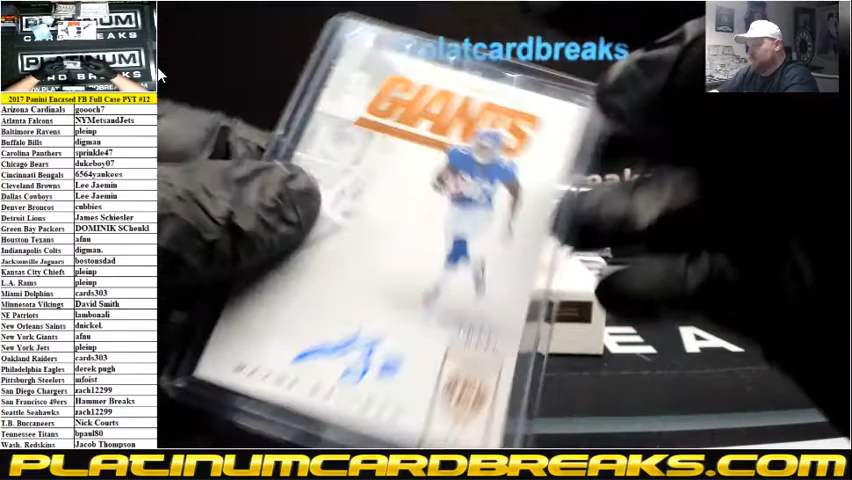 PLATINUM
CARD BREAKS
PLATINUM
@platcardbreaks
GIANTS
2017 Panini Encased FB Full Case PYT #12
Arizona Cardinals goooch7
Atlanta Falcons NYMetsandJets
Baltimore Ravens pleinp
Buffalo Bills digman
Carolina Panthers sprinkle47
Chicago Bears dukeboy07
Cincinnati Bengals 6564yankees
Cleveland Browns Lee Jaemin
Dallas Cowboys Lee Jaemin
Denver Broncos cubbies
Detroit Lions James Schiesler
Green Bay Packers DOMINIK SChenkl
Houston Texans afnu
Indianapolis Colts digman.
Jacksonville Jaguars bostonsdad
Kansas City Chiefs pleinp
L.A. Rams pleinp
Miami Dolphins cards303
Minnesota Vikings David Smith
NE Patriots lambonali
New Orleans Saints dnickel.
New York Giants afnu
New York Jets pleinp
Oakland Raiders cards303
Philadelphia Eagles derek pugh
Pittsburgh Steelers mfoist
San Diego Chargers zach12299
San Francisco 49ers Hammer Breaks
Seattle Seahawks zach12299
T.B. Buccaneers Nick Courts
Tennessee Titans bpaul80
Wash. Redskins Jacob Thompson
E A
PLATINUMCARDBREAKS.COM